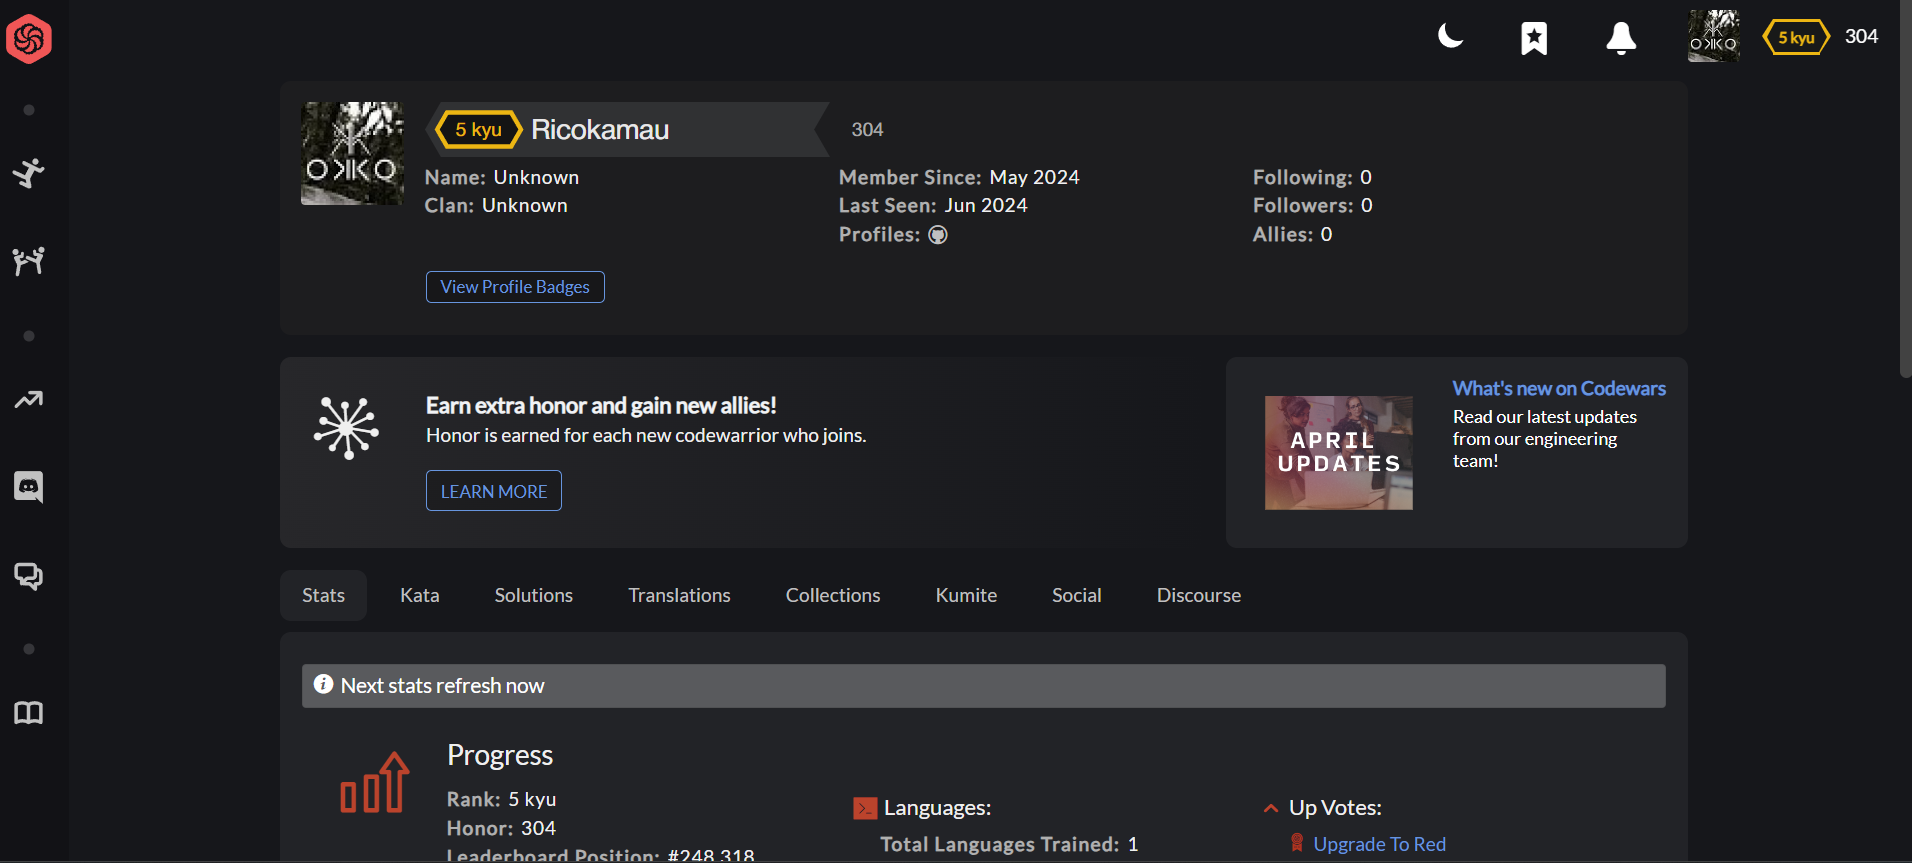 5 kyu 304
5 kyu Ricokamau 304
Name: Unknown
Clan: Unknown
Member Since: May 2024
Last Seen: Jun 2024
Profiles:
Following: 0
Followers: 0
Allies: 0
View Profile Badges
Earn extra honor and gain new allies!
Honor is earned for each new codewarrior who joins.
LEARN MORE
APRIL
UPDATES
What's new on Codewars
Read our latest updates
from our engineering
team!
Stats Kata Solutions Translations Collections Kumite Social Discourse
Next stats refresh now
Progress
Rank: 5 kyu
Honor: 304
Leaderboard Position: #248,318
Languages:
Total Languages Trained: 1
Up Votes:
Upgrade To Red